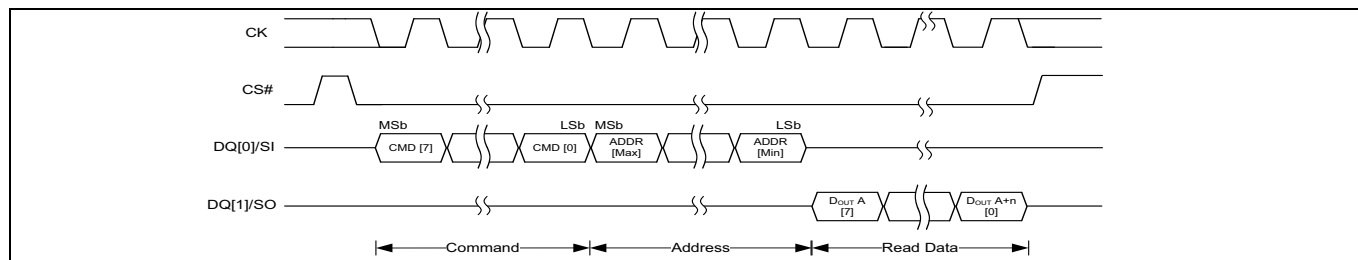 CK
CS#
MSb LSb MSb LSb
DQ[0]/SI CMD [7] CMD [0] ADDR [Max] ADDR [Min]
DQ[1]/SO DOUT A [7] DOUT A+n [0]
Command Address Read Data